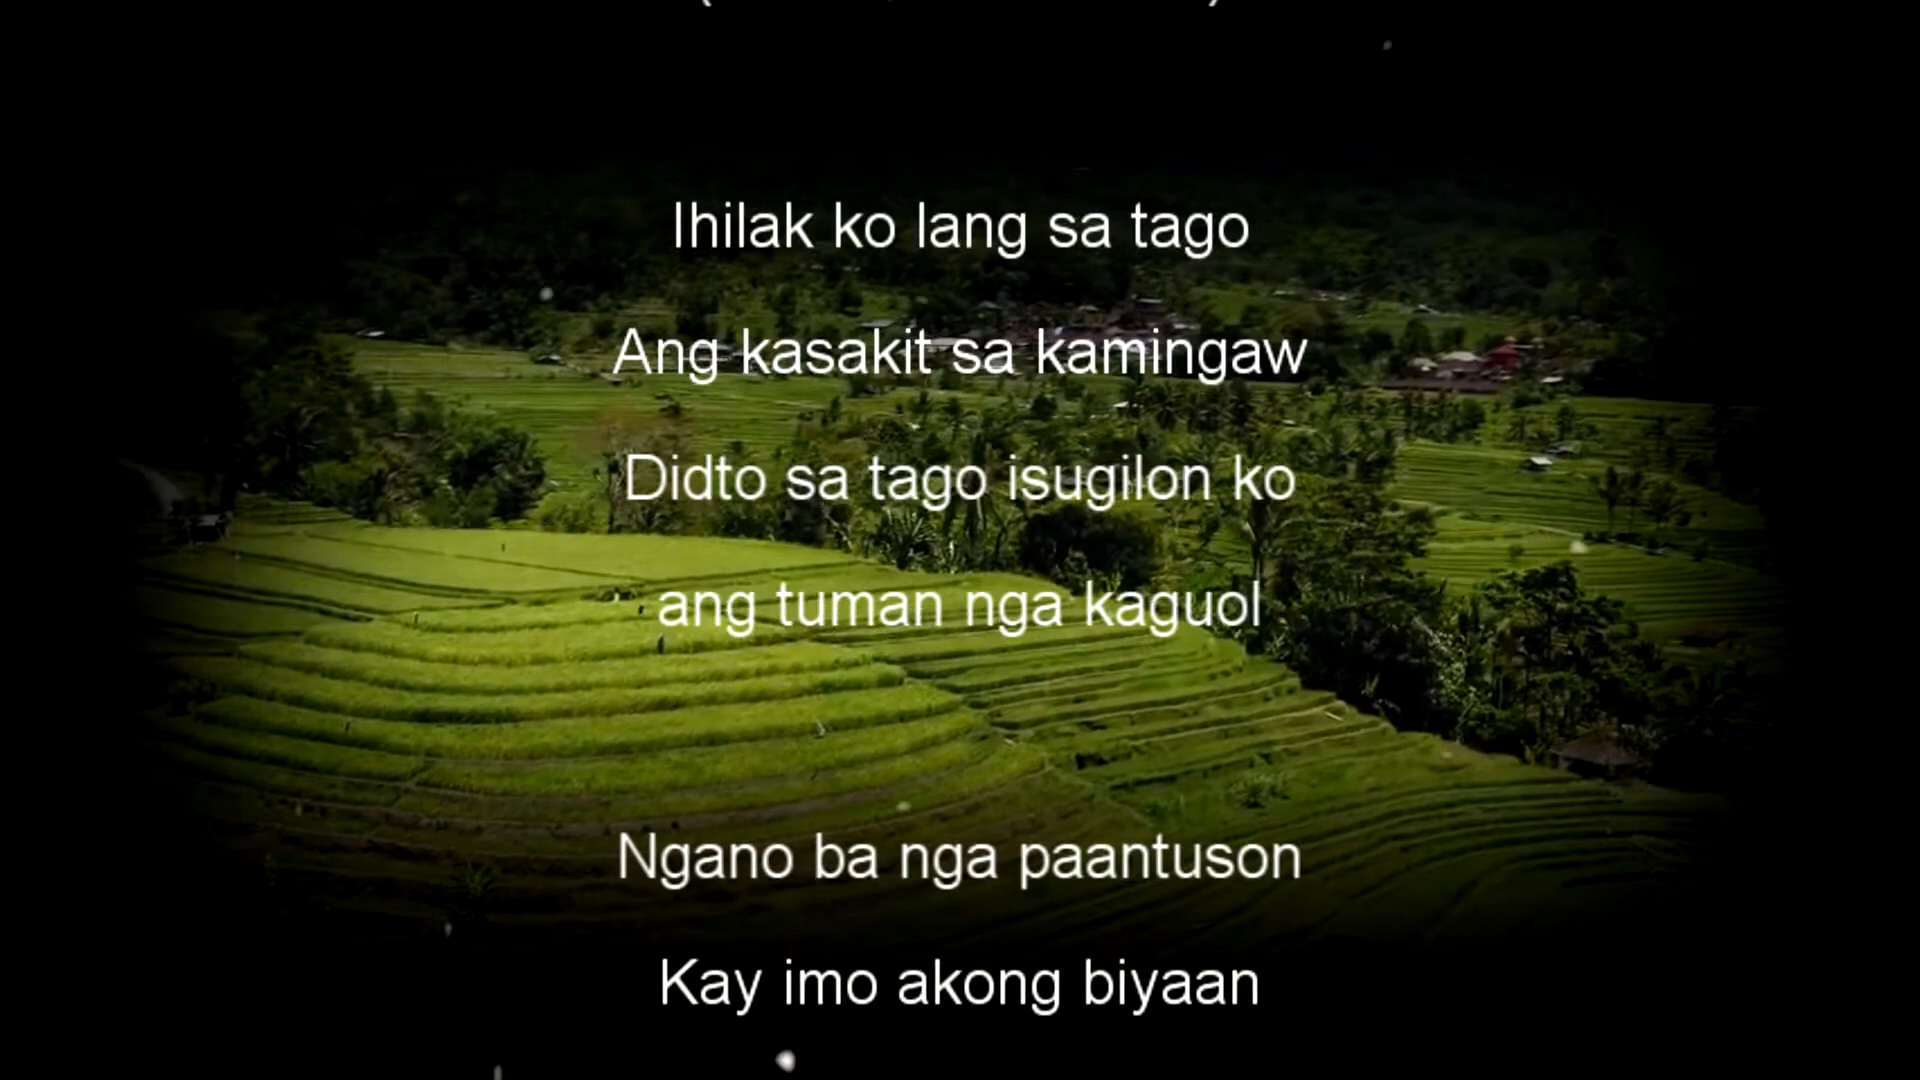 Ihilak ko lang sa tago
Ang kasakit sa kamingaw
Didto sa tago isugilon ko
ang tuman nga kaguol
Ngano ba nga paantuson
Kay imo akong biyaan